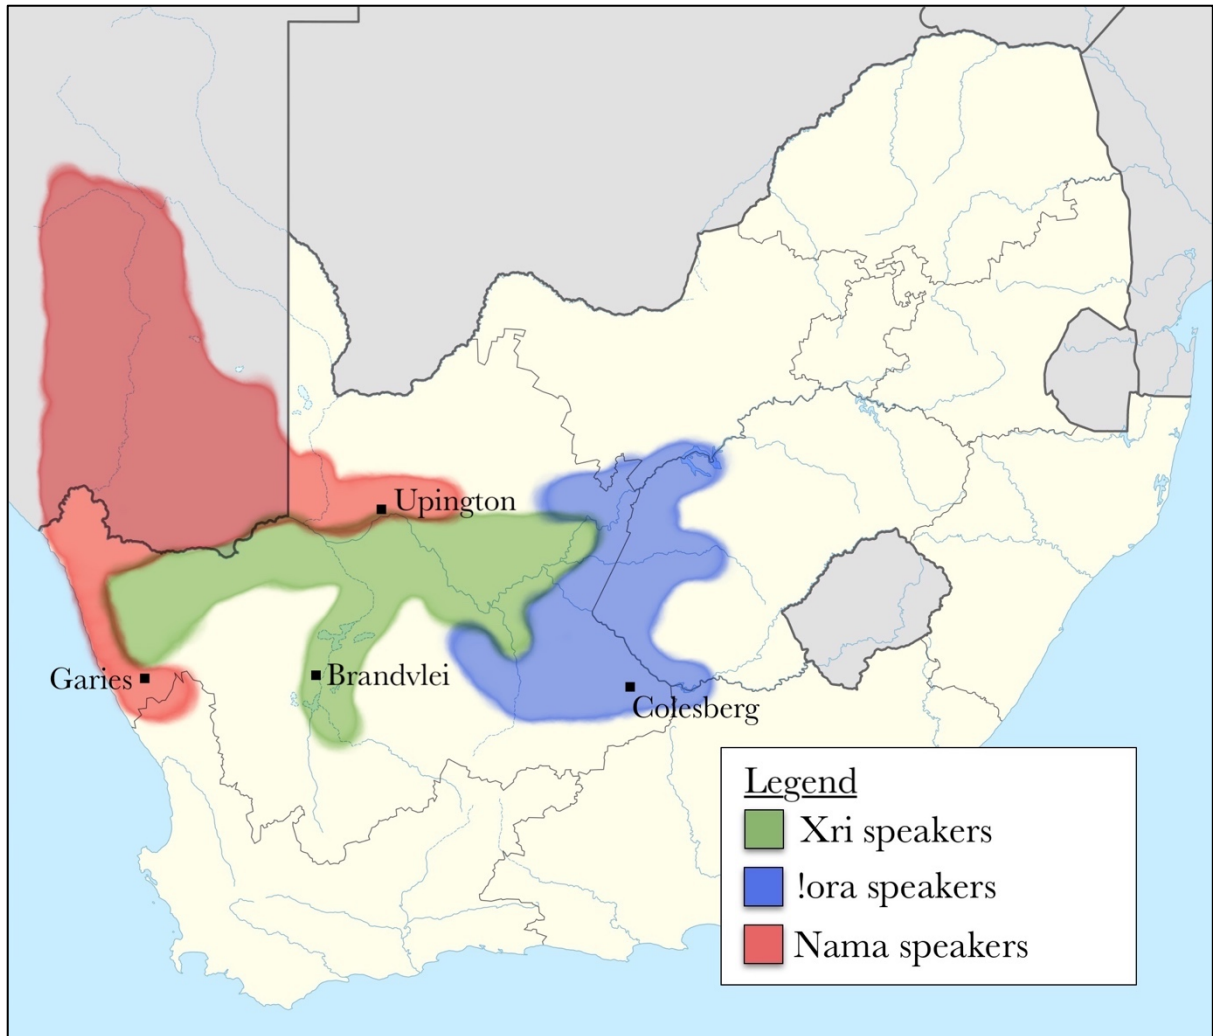 Upington
Garies
Brandvlei
Colesberg
Legend
Xri speakers
!ora speakers
Nama speakers